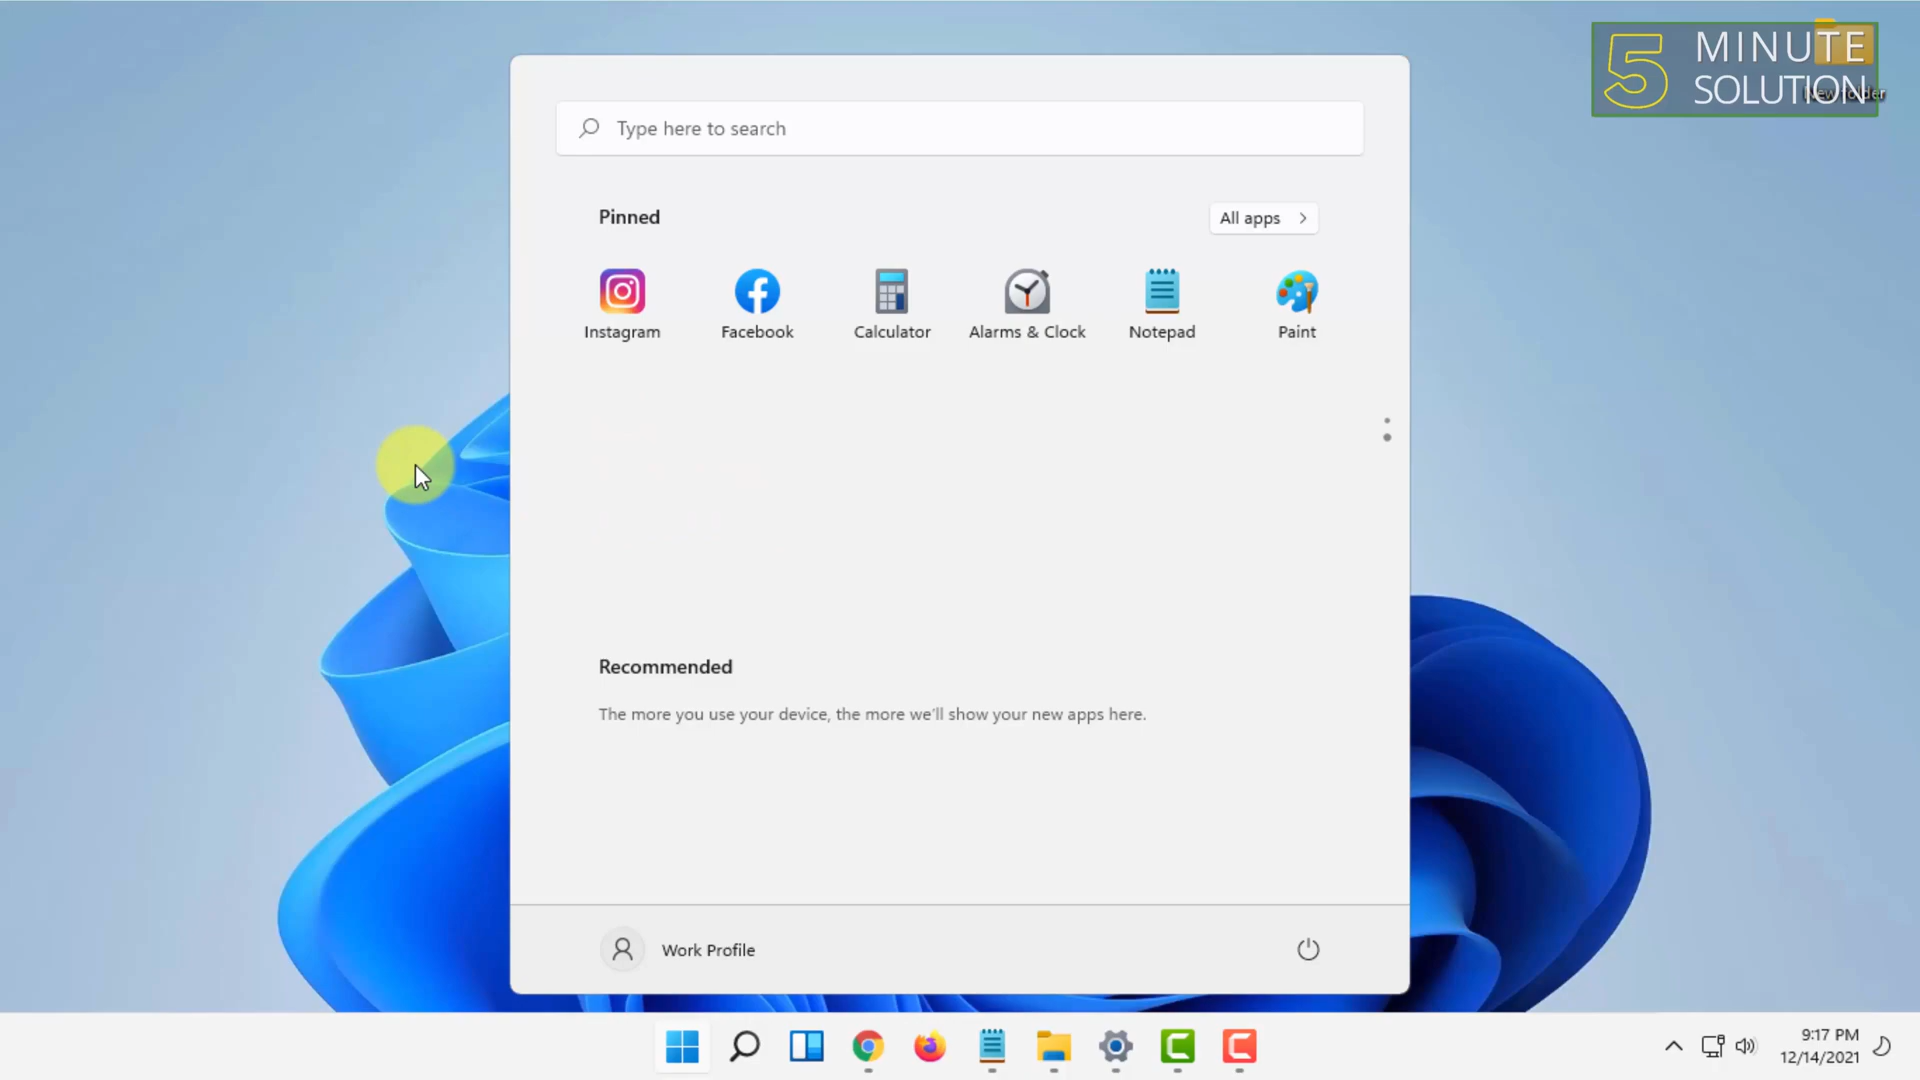 5 MINUTE
SOLUTION
New folder
Type here to search
Pinned
All apps
Instagram
Facebook
Calculator
Alarms & Clock
Notepad
Paint
Recommended
The more you use your device, the more we'll show your new apps here.
Work Profile
9:17 PM
12/14/2021